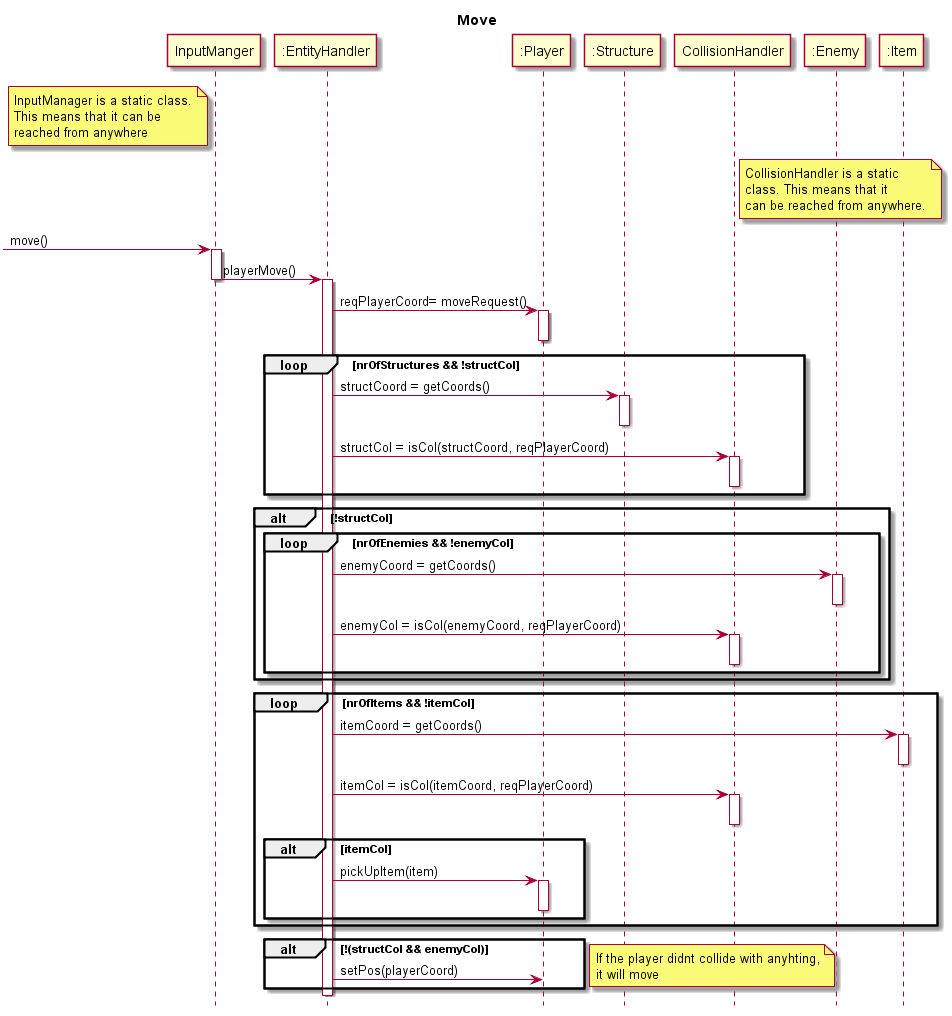 Move
InputManger
:EntityHandler
:Player
:Structure
CollisionHandler
:Enemy
:Item
InputManager is a static class.
This means that it can be
reached from anywhere
CollisionHandler is a static
class. This means that it
can be reached from anywhere.
move()
playerMove()
reqPlayerCoord= moveRequest()
loop
[nrOfStructures && !structCol]
structCoord = getCoords()
structCol = isCol(structCoord, reqPlayerCoord)
alt
[!structCol]
loop
[nrOfEnemies && !enemyCol]
enemyCoord = getCoords()
enemyCol = isCol(enemyCoord, reqPlayerCoord)
loop
[nrOfItems && !itemCol]
itemCoord = getCoords()
itemCol = isCol(itemCoord, reqPlayerCoord)
alt
[itemCol]
pickUpItem(item)
alt
[!(structCol && enemyCol)]
setPos(playerCoord)
If the player didnt collide with anyhting,
it will move